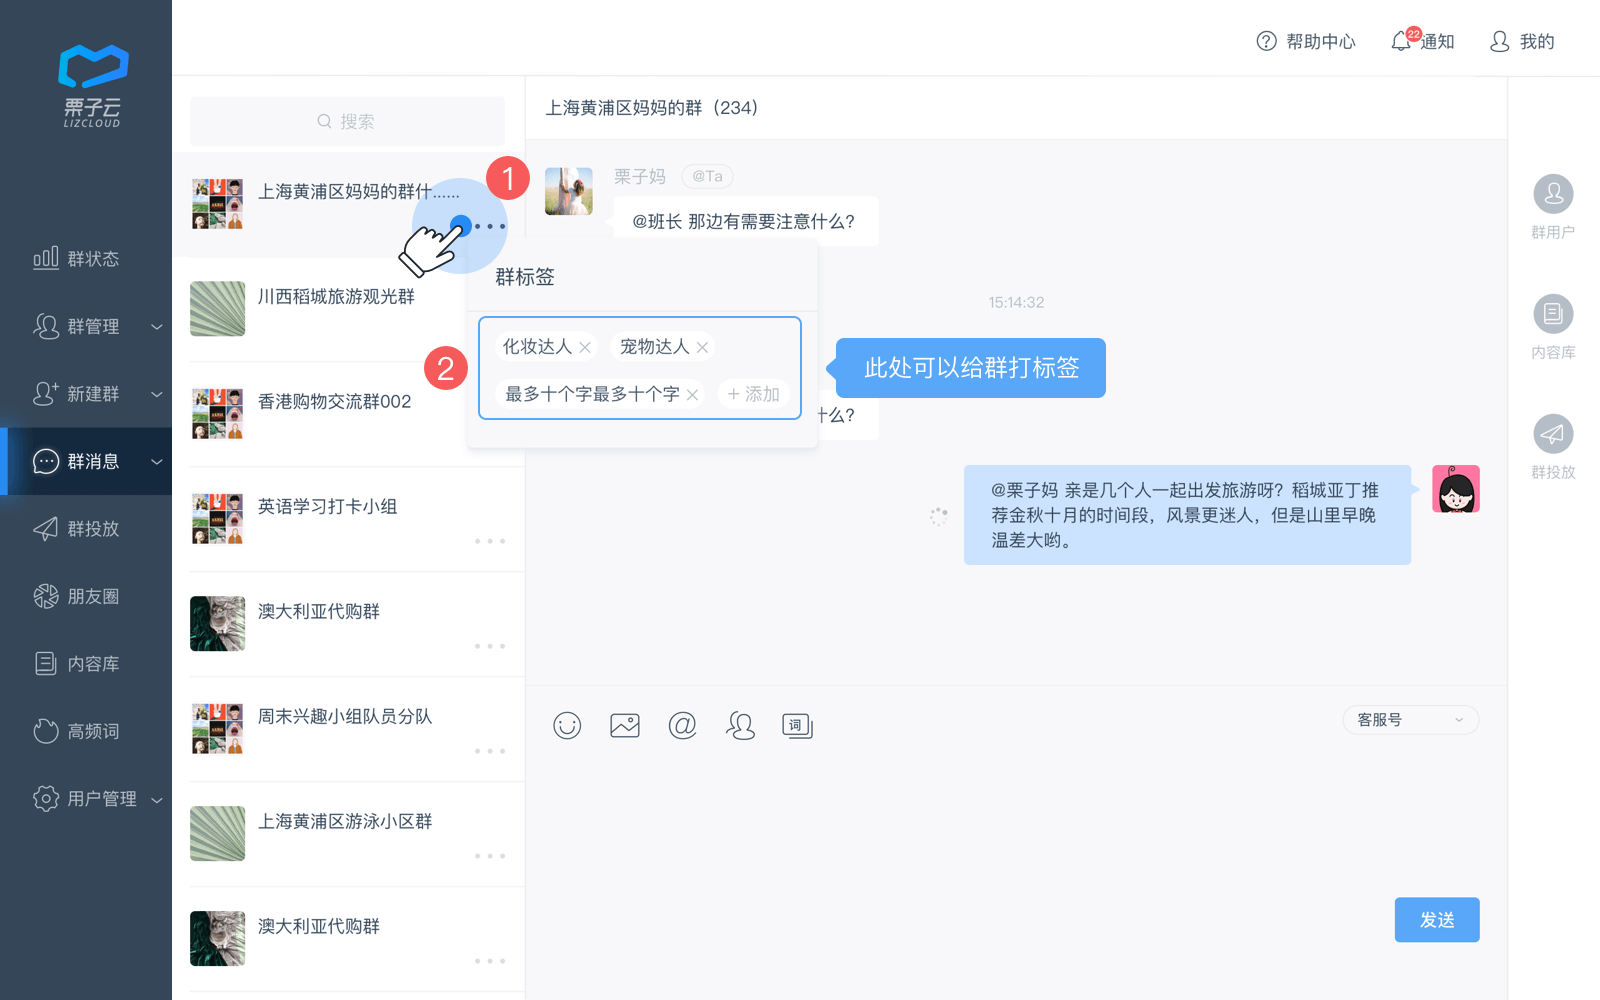 栗子云
LIZCLOUD
帮助中心
22
通知
我的
群状态
群管理
新建群
群消息
群投放
朋友圈
内容库
高频词
用户管理
搜索
上海黄浦区妈妈的群什......
川西稻城旅游观光群
香港购物交流群002
英语学习打卡小组
澳大利亚代购群
周末兴趣小组队员分队
上海黄浦区游泳小区群
澳大利亚代购群
1
群标签
2
化妆达人
宠物达人
最多十个字最多十个字
+ 添加
此处可以给群打标签
上海黄浦区妈妈的群（234）
栗子妈
@Ta
@班长 那边有需要注意什么？
15:14:32
什么？
@栗子妈 亲是几个人一起出发旅游呀？稻城亚丁推
荐金秋十月的时间段，风景更迷人，但是山里早晚
温差大哟。
词
客服号
发送
群用户
内容库
群投放